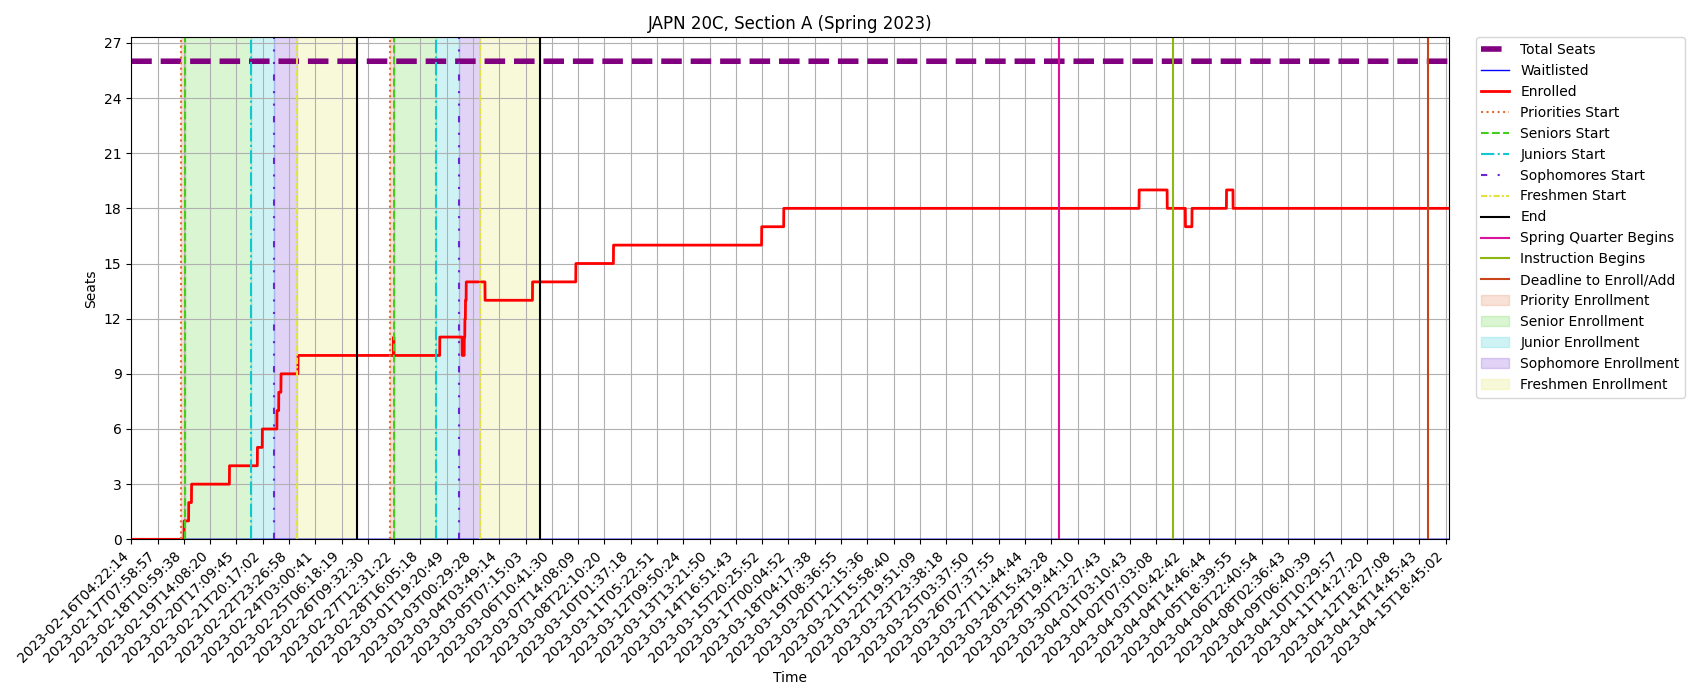 JAPN 20C, Section A (Spring 2023)
27
24
21
18
15
12
9
6
3
0
Seats
2023-02-16T04:22:14
2023-02-17T07:58:57
2023-02-18T10:59:38
2023-02-19T14:08:20
2023-02-20T17:09:45
2023-02-21T20:17:02
2023-02-22T23:26:58
2023-02-24T03:00:41
2023-02-25T06:18:19
2023-02-26T09:32:30
2023-02-27T12:31:22
2023-02-28T16:05:18
2023-03-01T19:20:49
2023-03-03T00:29:28
2023-03-04T03:49:14
2023-03-05T07:15:03
2023-03-06T10:41:30
2023-03-07T14:08:09
2023-03-08T22:10:20
2023-03-10T01:37:18
2023-03-11T05:22:51
2023-03-12T09:50:24
2023-03-13T13:21:50
2023-03-14T16:51:43
2023-03-15T20:25:52
2023-03-17T00:04:52
2023-03-18T04:17:38
2023-03-19T08:36:55
2023-03-20T12:15:36
2023-03-21T15:58:40
2023-03-22T19:51:09
2023-03-23T23:38:18
2023-03-25T03:37:50
2023-03-26T07:37:55
2023-03-27T11:44:44
2023-03-28T15:43:28
2023-03-29T19:44:10
2023-03-30T23:27:43
2023-04-01T03:10:43
2023-04-02T07:03:08
2023-04-03T10:42:42
2023-04-04T14:46:44
2023-04-05T18:39:55
2023-04-06T22:40:54
2023-04-08T02:36:43
2023-04-09T06:40:39
2023-04-10T10:29:57
2023-04-11T14:27:20
2023-04-12T18:27:08
2023-04-14T14:45:43
2023-04-15T18:45:02
Time
Total Seats
Waitlisted
Enrolled
Priorities Start
Seniors Start
Juniors Start
Sophomores Start
Freshmen Start
End
Spring Quarter Begins
Instruction Begins
Deadline to Enroll/Add
Priority Enrollment
Senior Enrollment
Junior Enrollment
Sophomore Enrollment
Freshmen Enrollment